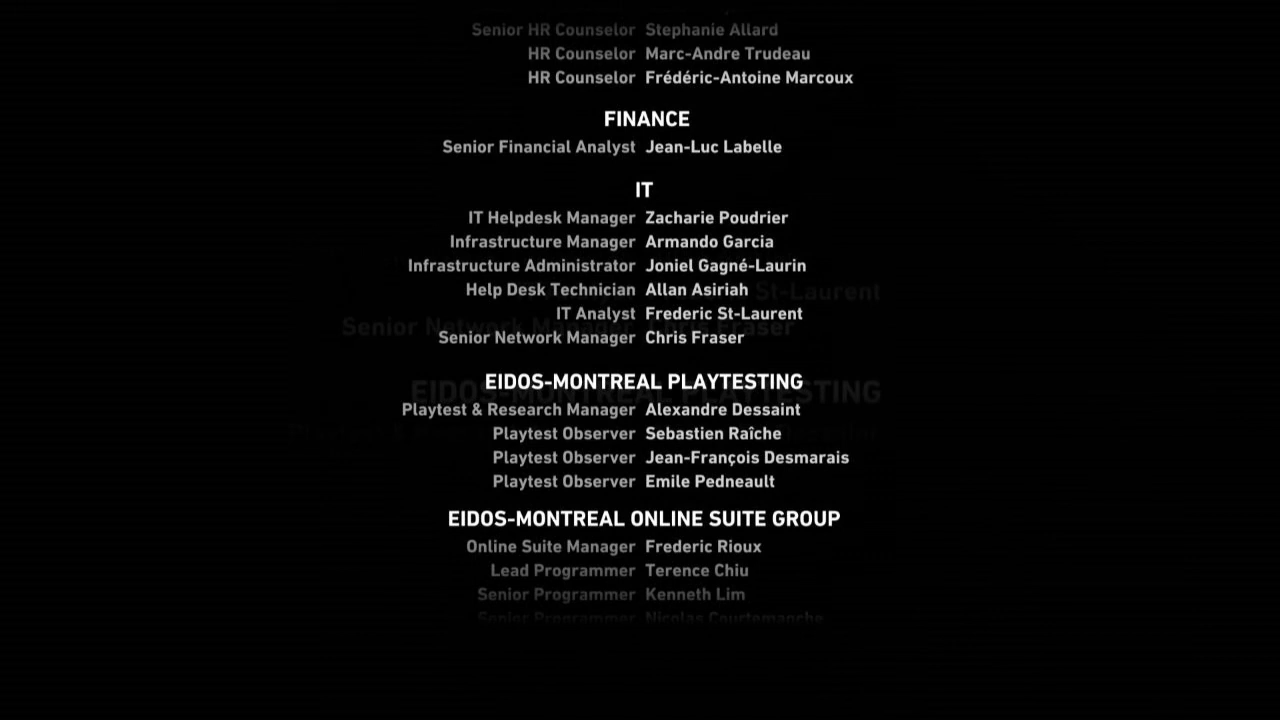 Senior HR Counselor Stephanie Allard
HR Counselor Marc-Andre Trudeau
HR Counselor Frédéric-Antoine Marcoux
FINANCE
Senior Financial Analyst Jean-Luc Labelle
IT
IT Helpdesk Manager Zacharie Poudrier
Infrastructure Manager Armando Garcia
Infrastructure Administrator Joniel Gagné-Laurin
Help Desk Technician Allan Asiriah
IT Analyst Frederic St-Laurent
Senior Network Manager Chris Fraser
EIDOS-MONTREAL PLAYTESTING
Playtest & Research Manager Alexandre Dessaint
Playtest Observer Sebastien Raîche
Playtest Observer Jean-François Desmarais
Playtest Observer Emile Pedneault
EIDOS-MONTREAL ONLINE SUITE GROUP
Online Suite Manager Frederic Rioux
Lead Programmer Terence Chiu
Senior Programmer Kenneth Lim
Senior Programmer Nicolas Courtemanche